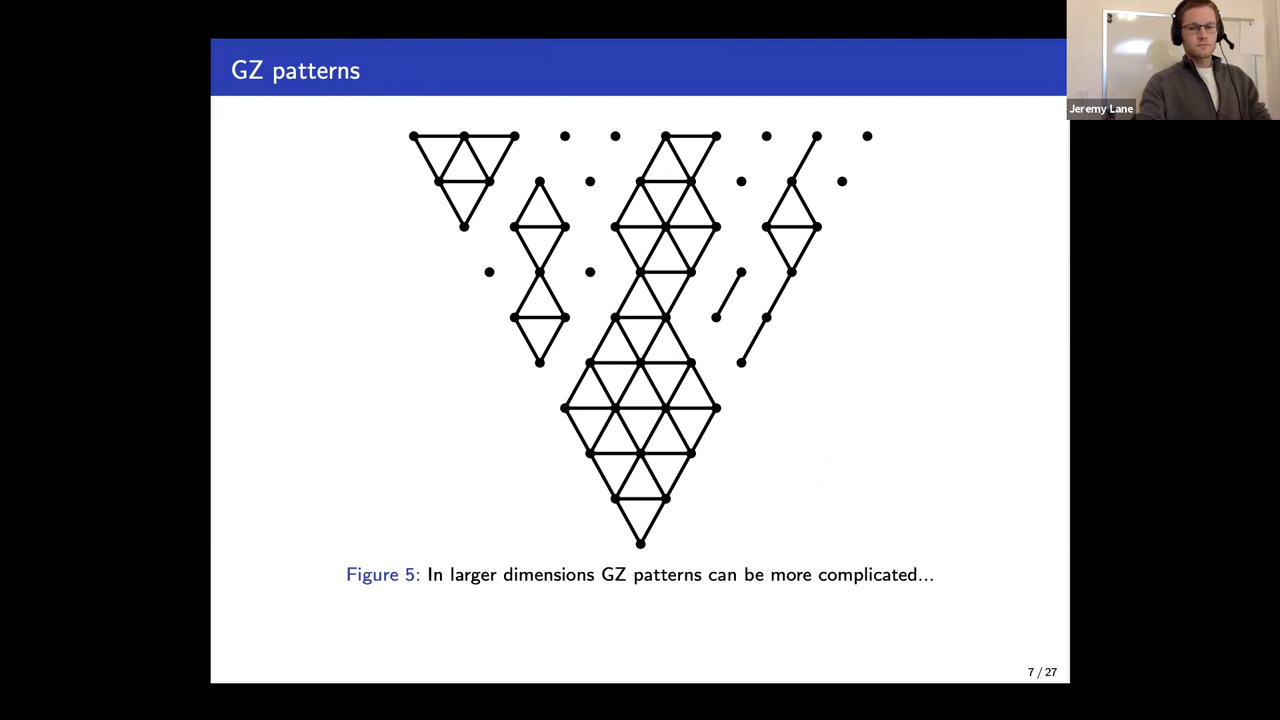 GZ patterns
Jeremy Lane
Figure 5: In larger dimensions GZ patterns can be more complicated...
7 / 27